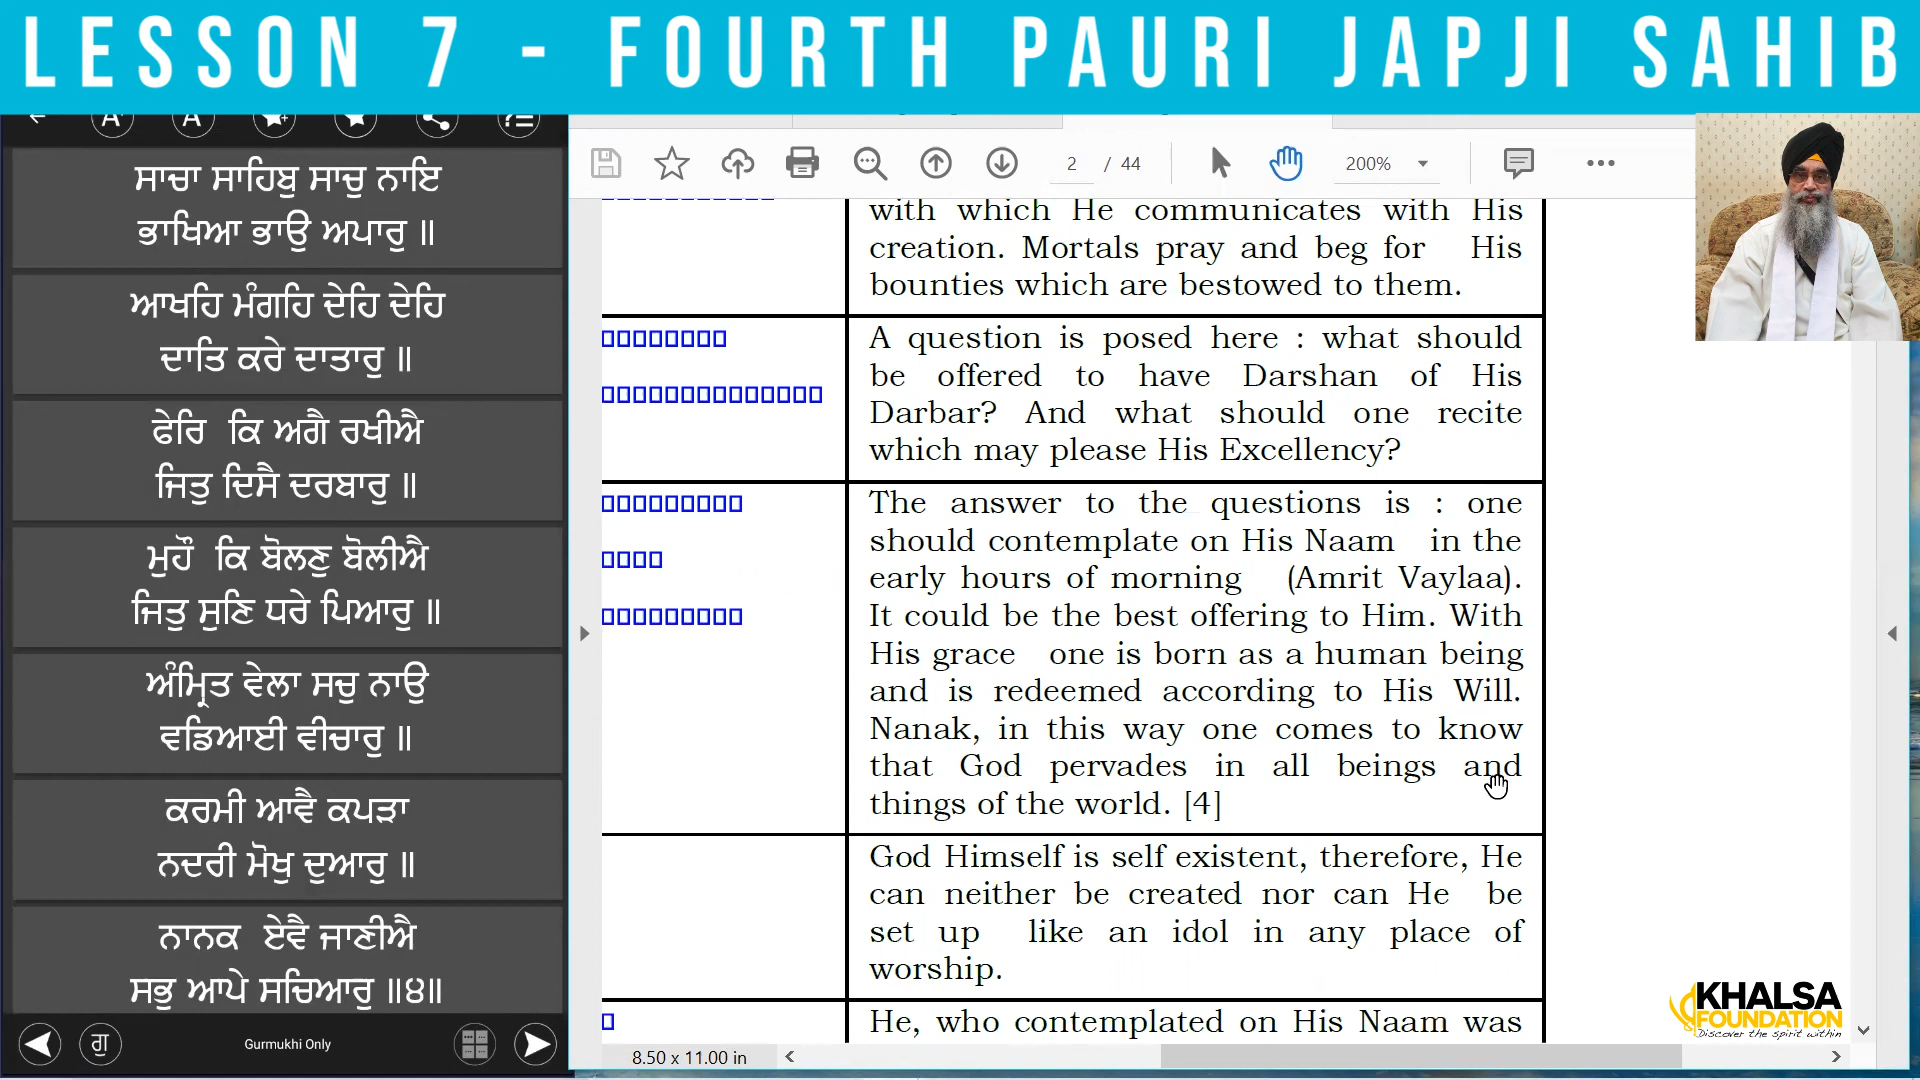 LESSON 7 - FOURTH PAURI JAPJI SAHIB
ਸਾਚਾ ਸਾਹਿਬੁ ਸਾਚੁ ਨਾਇ
ਭਾਖਿਆ ਭਾਉ ਅਪਾਰੁ ॥
ਆਖਹਿ ਮੰਗਹਿ ਦੇਹਿ ਦੇਹਿ
ਦਾਤਿ ਕਰੇ ਦਾਤਾਰੁ ॥
ਫੇਰਿ ਕਿ ਅਗੈ ਰਖੀਐ
ਜਿਤੁ ਦਿਸੈ ਦਰਬਾਰੁ ॥
ਮੁਹੌ ਕਿ ਬੋਲਣੁ ਬੋਲੀਐ
ਜਿਤੁ ਸੁਣਿ ਧਰੇ ਪਿਆਰੁ ॥
ਅੰਮ੍ਰਿਤ ਵੇਲਾ ਸਚੁ ਨਾਉ
ਵਡਿਆਈ ਵੀਚਾਰੁ ॥
ਕਰਮੀ ਆਵੈ ਕਪੜਾ
ਨਦਰੀ ਮੋਖੁ ਦੁਆਰੁ ॥
ਨਾਨਕ ਏਵੈ ਜਾਣੀਐ
ਸਭੁ ਆਪੇ ਸਚਿਆਰੁ ॥੪॥
ਗੁ
Gurmukhi Only
2 / 44
200%
with which He communicates with His
creation. Mortals pray and beg for His
bounties which are bestowed to them.
A question is posed here : what should
be offered to have Darshan of His
Darbar? And what should one recite
which may please His Excellency?
The answer to the questions is : one
should contemplate on His Naam in the
early hours of morning (Amrit Vaylaa).
It could be the best offering to Him. With
His grace one is born as a human being
and is redeemed according to His Will.
Nanak, in this way one comes to know
that God pervades in all beings and
things of the world. [4]
God Himself is self existent, therefore, He
can neither be created nor can He be
set up like an idol in any place of
worship.
He, who contemplated on His Naam was
8.50 x 11.00 in
KHALSA
FOUNDATION
Discover the spirit within